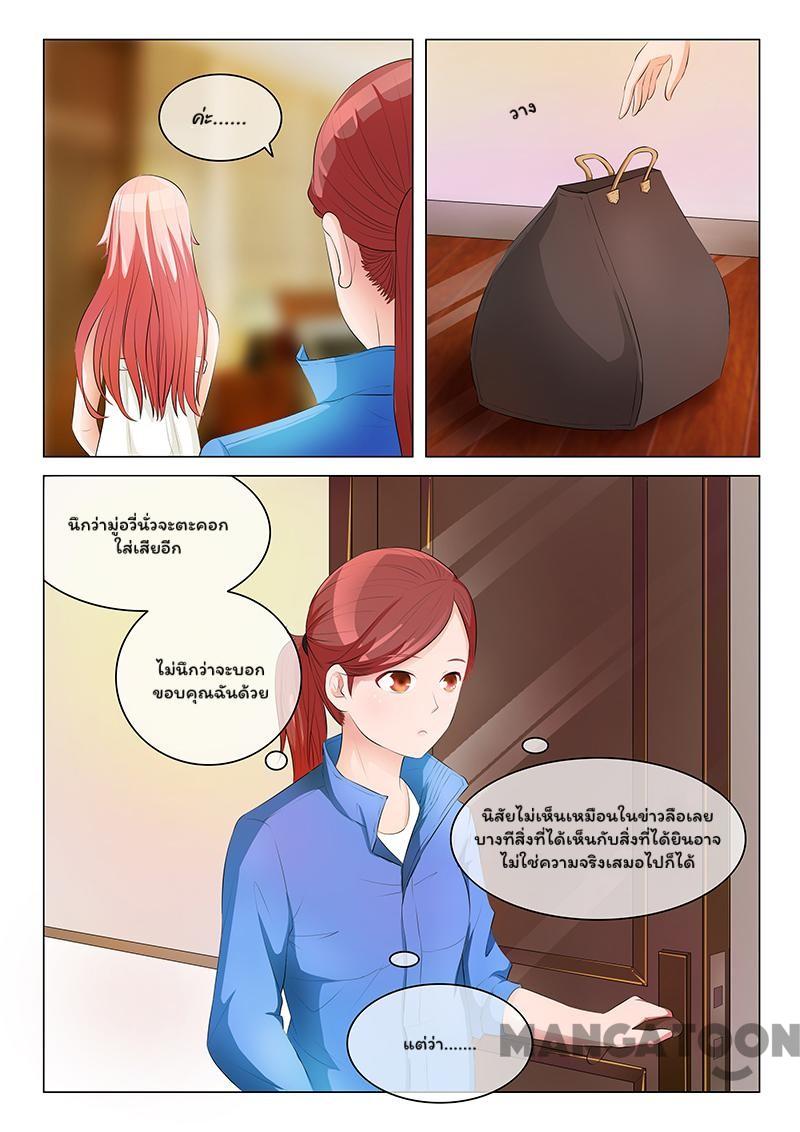 ค่ะ......
วาง
นึกว่ามู่อวี่นั่วจะตะคอก
ใส่เสียอีก
ไม่นึกว่าจะบอก
ขอบคุณฉันด้วย
นิสัยไม่เห็นเหมือนในข่าวลือเลย
บางทีสิ่งที่ได้เห็นกับสิ่งที่ได้ยินอาจ
ไม่ใช่ความจริงเสมอไปก็ได้
แต่ว่า.......
MANGATOON